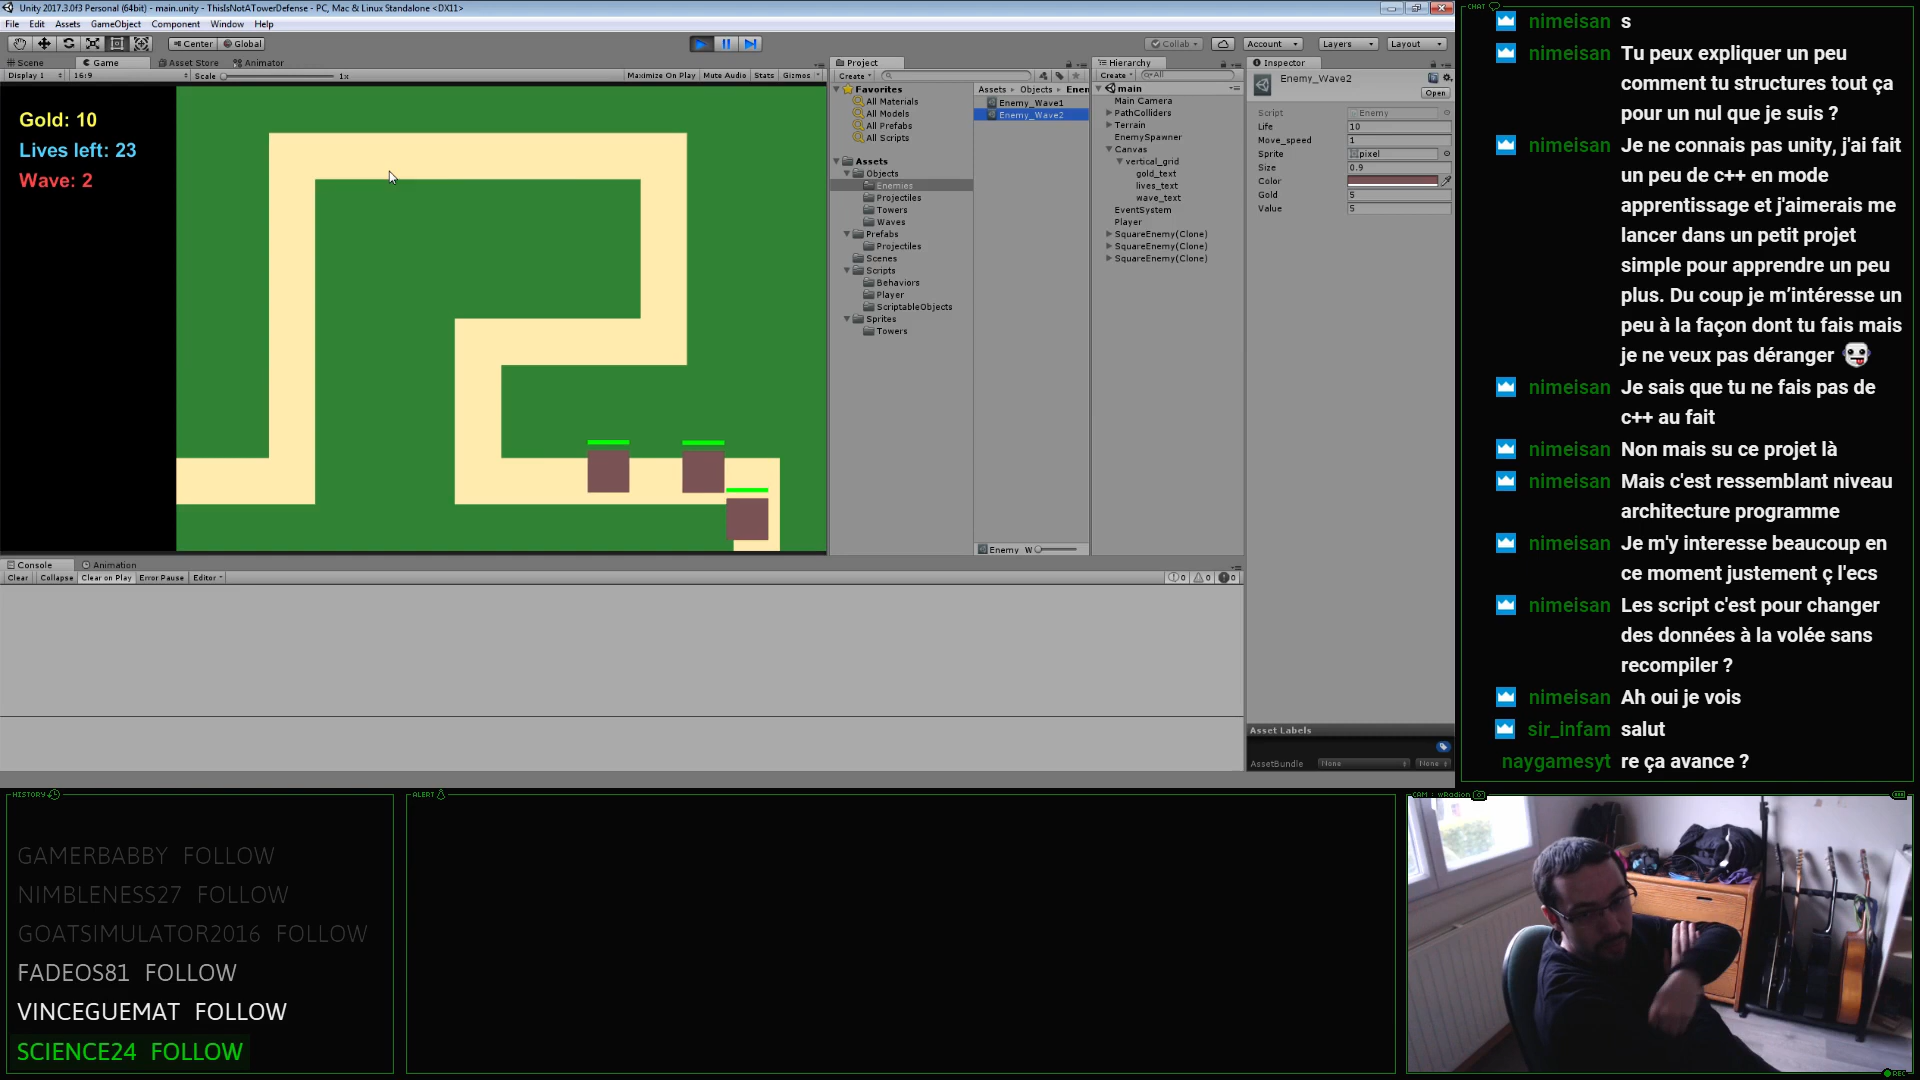 Unity 2017.3.0f3 Personal (64bit) - main.unity - ThisIsNotATowerDefense - PC, Mac & Linux Standalone <DX11>
File Edit Assets GameObject Component Window Help
Center Global
Collab Account Layers Layout
Scene Game Asset Store Animator
Display 1 16:9 Scale 1x Maximize On Play Mute Audio Stats Gizmos
Gold: 10
Lives left: 23
Wave: 2
Project
Create
Favorites
All Materials
All Models
All Prefabs
All Scripts
Assets
Objects
Enemies
Projectiles
Towers
Waves
Prefabs
Projectiles
Scenes
Scripts
Behaviors
Player
ScriptableObjects
Sprites
Towers
Assets Objects Enem
Enemy_Wave1
Enemy_Wave2
Enemy W
Hierarchy
Create All
main
Main Camera
PathColliders
Terrain
EnemySpawner
Canvas
vertical_grid
gold_text
lives_text
wave_text
EventSystem
Player
SquareEnemy(Clone)
SquareEnemy(Clone)
SquareEnemy(Clone)
Inspector
Enemy_Wave2
Open
Script Enemy
Life 10
Move_speed 1
Sprite pixel
Size 0.9
Color
Gold 5
Value 5
Asset Labels
AssetBundle None None
Console Animation
Clear Collapse Clear on Play Error Pause Editor
0 0 0
CHAT
nimeisan s
nimeisan Tu peux expliquer un peu
comment tu structures tout ça
pour un nul que je suis ?
nimeisan Je ne connais pas unity, j'ai fait
un peu de c++ en mode
apprentissage et j'aimerais me
lancer dans un petit projet
simple pour apprendre un peu
plus. Du coup je m’intéresse un
peu à la façon dont tu fais mais
je ne veux pas déranger
nimeisan Je sais que tu ne fais pas de
c++ au fait
nimeisan Non mais su ce projet là
nimeisan Mais c'est ressemblant niveau
architecture programme
nimeisan Je m'y interesse beaucoup en
ce moment justement ç l'ecs
nimeisan Les script c'est pour changer
des données à la volée sans
recompiler ?
nimeisan Ah oui je vois
sir_infam salut
naygamesyt re ça avance ?
HISTORY
GAMERBABBY FOLLOW
NIMBLENESS27 FOLLOW
GOATSIMULATOR2016 FOLLOW
FADEOS81 FOLLOW
VINCEGUEMAT FOLLOW
SCIENCE24 FOLLOW
ALERT
CAM : wRadion
REC